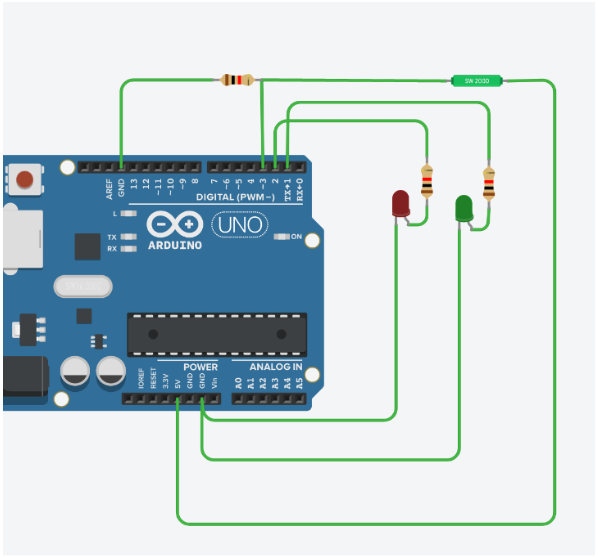 SW 200D
AREF
GND
13
12
~11
~10
~9
8
7
~6
~5
4
~3
2
TX→1
RX←0
DIGITAL (PWM~)
L
TX
RX
UNO
ARDUINO
ON
POWER
ANALOG IN
IOREF
RESET
3.3V
5V
GND
GND
Vin
A0
A1
A2
A3
A4
A5